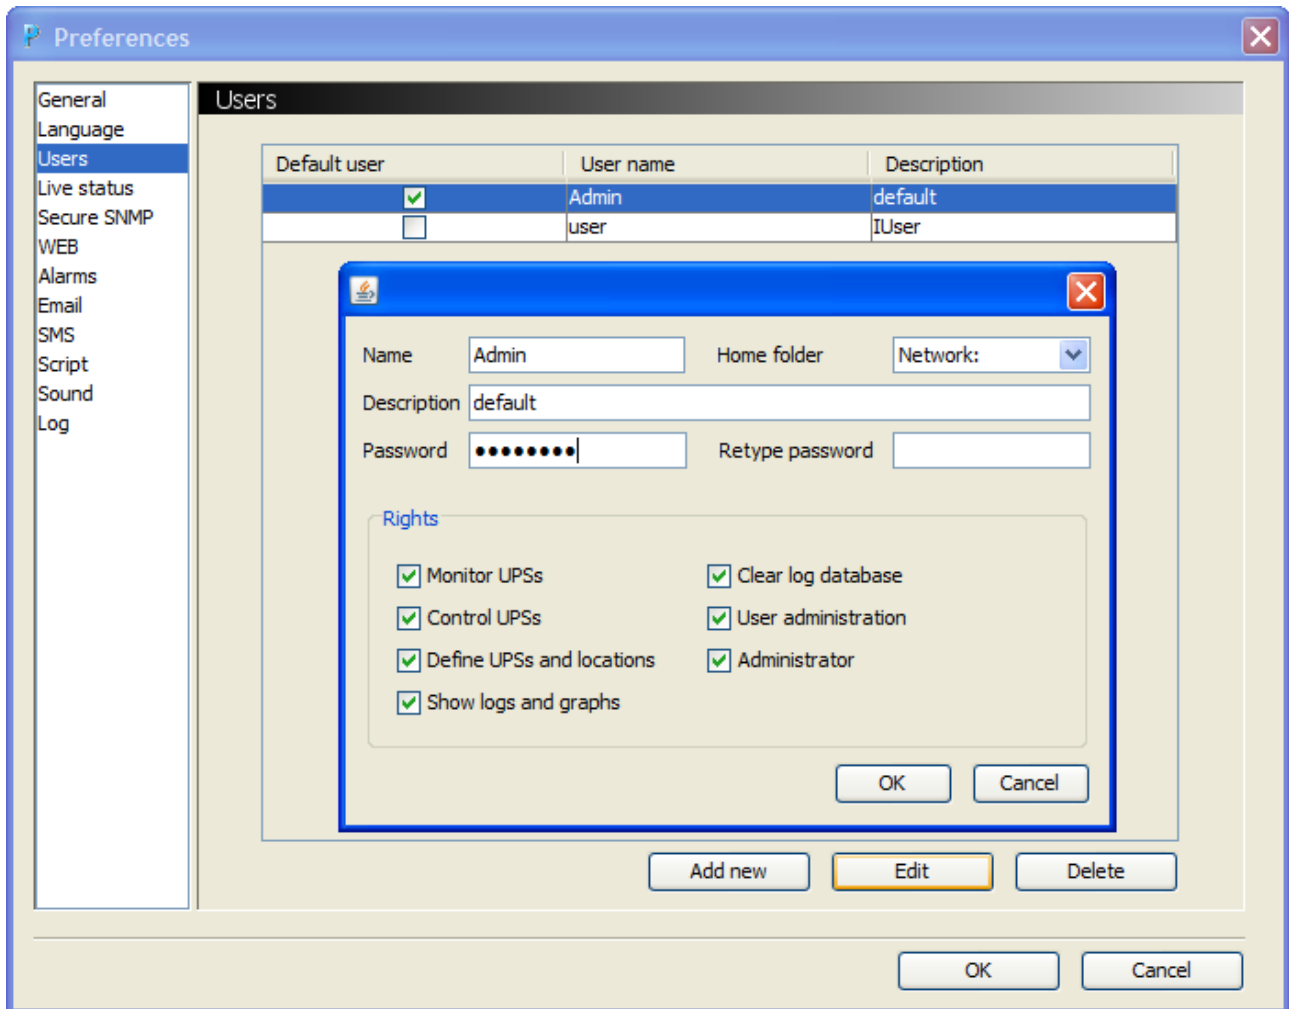 Preferences
General
Language
Users
Live status
Secure SNMP
WEB
Alarms
Email
SMS
Script
Sound
Log
Users
Default user User name Description
Admin default
user IUser
Name Admin Home folder Network:
Description default
Password ●●●●●●●● Retype password
Rights
Monitor UPSs Clear log database
Control UPSs User administration
Define UPSs and locations Administrator
Show logs and graphs
OK Cancel
Add new Edit Delete
OK Cancel